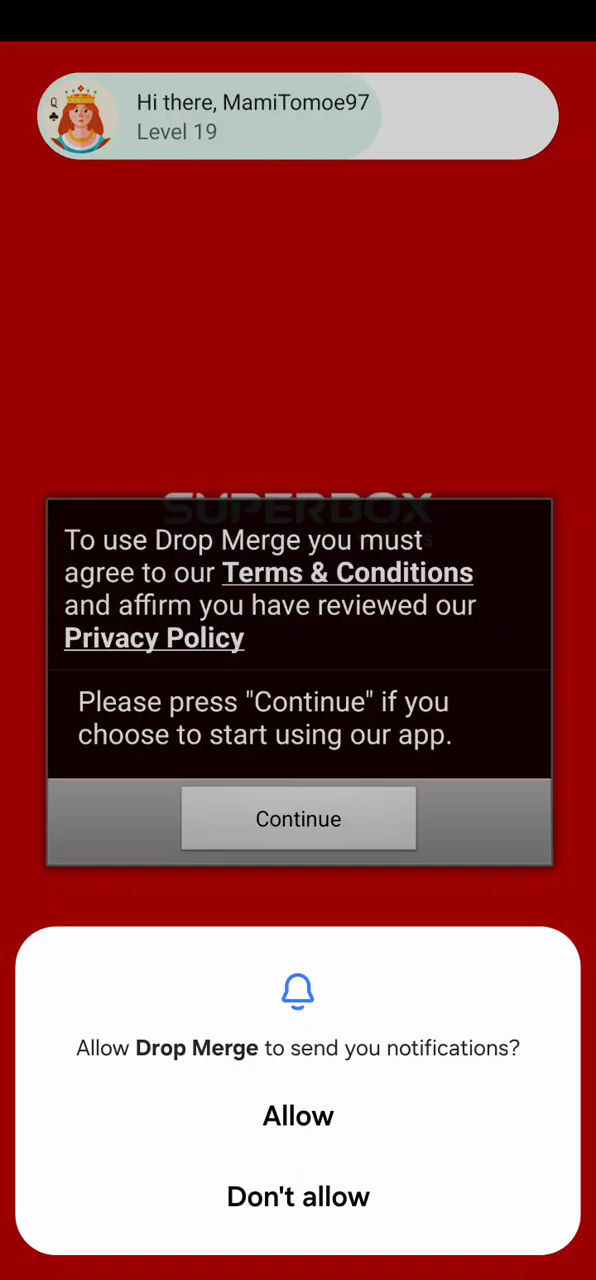 Q
Hi there, MamiTomoe97
Level 19
SUPERBOX
To use Drop Merge you must
agree to our Terms & Conditions
and affirm you have reviewed our
Privacy Policy
Please press "Continue" if you
choose to start using our app.
Continue
Allow Drop Merge to send you notifications?
Allow
Don't allow